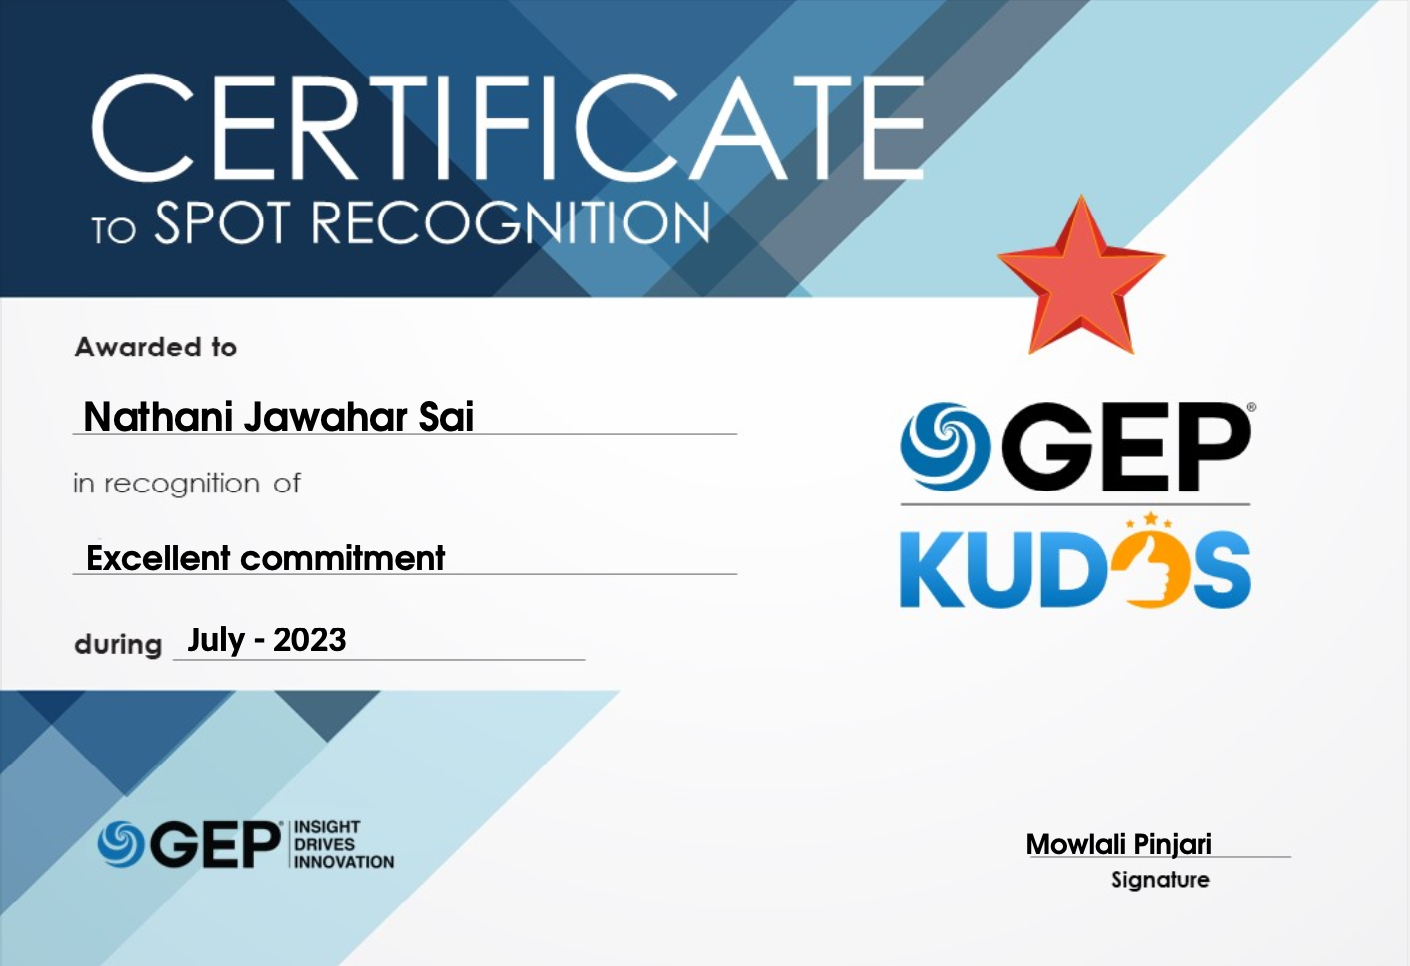 CERTIFICATE
TO SPOT RECOGNITION
Awarded to
Nathani Jawahar Sai
in recognition of
Excellent commitment
during July - 2023
GEP®
KUDOS
GEP® INSIGHT
DRIVES
INNOVATION
Mowlali Pinjari
Signature